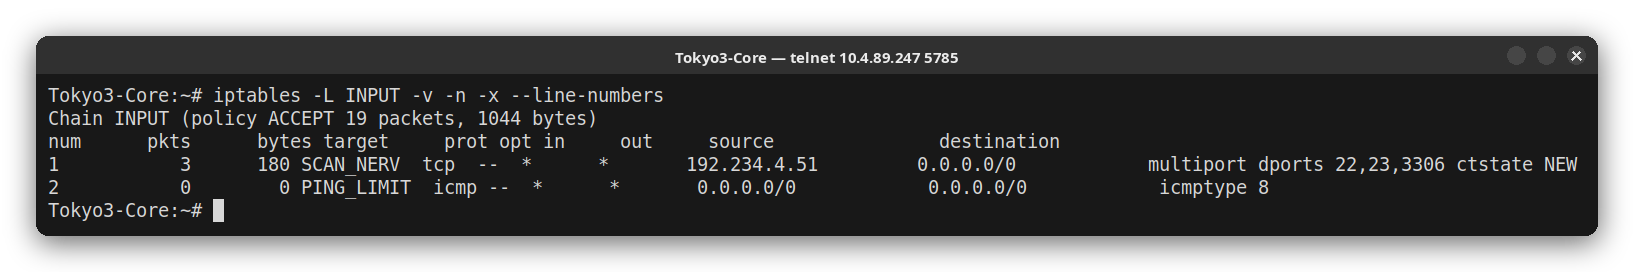 Tokyo3-Core — telnet 10.4.89.247 5785
Tokyo3-Core:~# iptables -L INPUT -v -n -x --line-numbers
Chain INPUT (policy ACCEPT 19 packets, 1044 bytes)
num      pkts      bytes target     prot opt in     out     source               destination
1           3      180 SCAN_NERV  tcp  --  *      *       192.234.4.51         0.0.0.0/0            multiport dports 22,23,3306 ctstate NEW
2           0        0 PING_LIMIT  icmp --  *      *       0.0.0.0/0            0.0.0.0/0            icmptype 8
Tokyo3-Core:~#